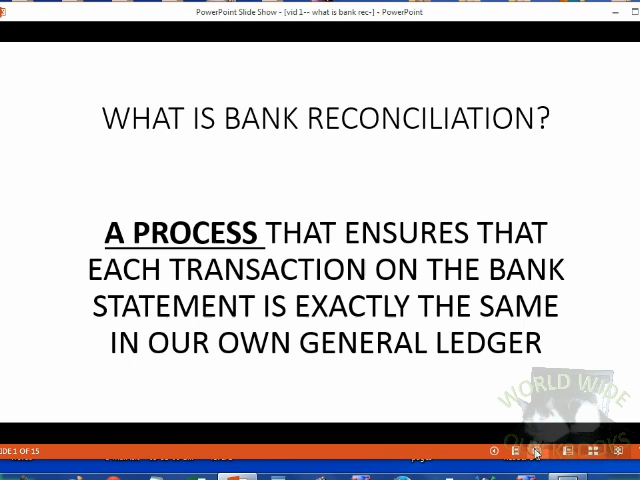 PowerPoint Slide Show - [vid 1-- what is bank rec-] - PowerPoint
WHAT IS BANK RECONCILIATION?
A PROCESS THAT ENSURES THAT
EACH TRANSACTION ON THE BANK
STATEMENT IS EXACTLY THE SAME
IN OUR OWN GENERAL LEDGER
WORLD WIDE
SLIDE 1 OF 15